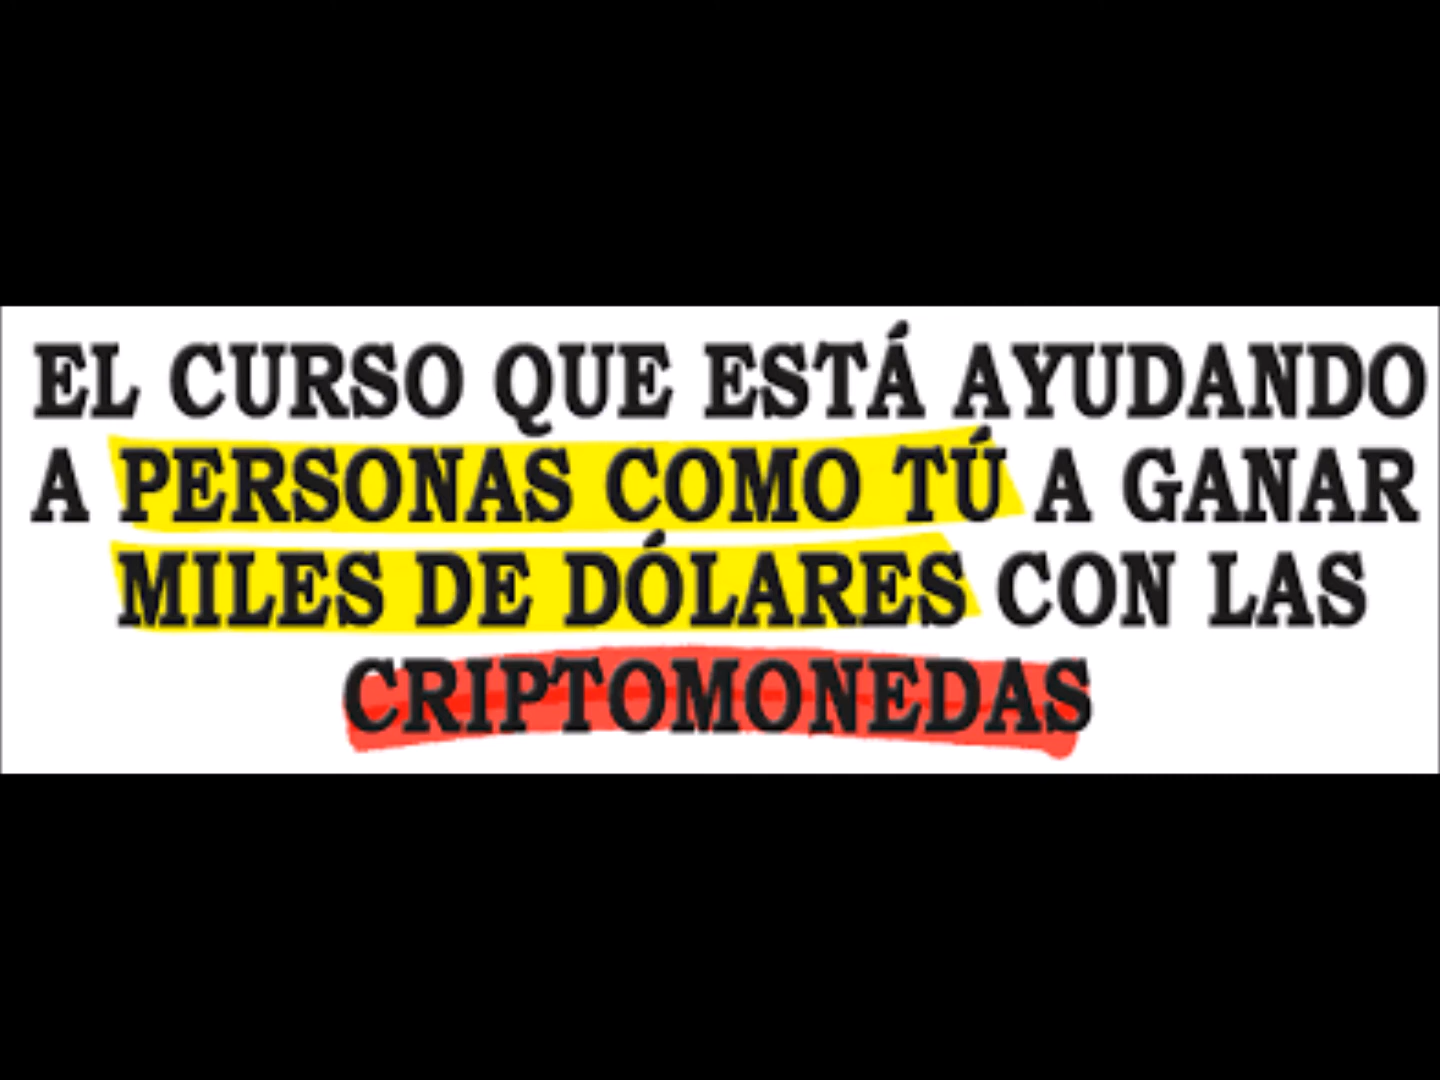 EL CURSO QUE ESTÁ AYUDANDO
A PERSONAS COMO TÚ A GANAR
MILES DE DÓLARES CON LAS
CRIPTOMONEDAS